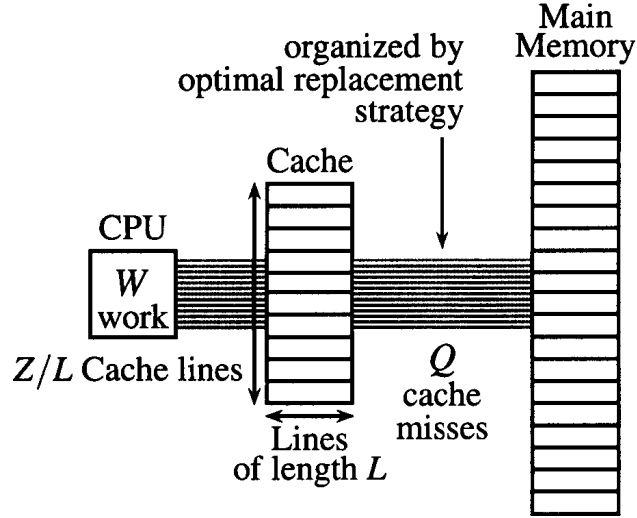 Main
Memory
organized by
optimal replacement
strategy
Cache
CPU
W
work
Z/L Cache lines
Q
cache
misses
Lines
of length L